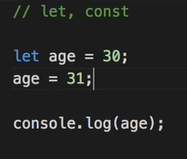 // let, const
let age = 30;
age = 31;
console.log(age);